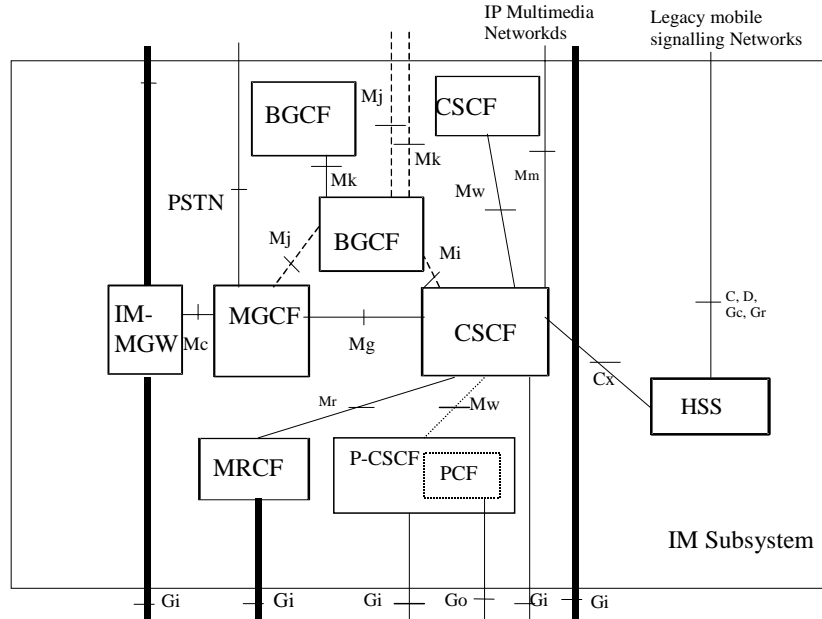 IP Multimedia
Networkds
Legacy mobile
signalling Networks
Mj
CSCF
BGCF
Mk
Mm
Mk
Mw
PSTN
BGCF
Mj
Mi
C, D,
Gc, Gr
IM-
MGW
MGCF
CSCF
Mc
Mg
Cx
HSS
Mr
Mw
P-CSCF
MRCF
PCF
IM Subsystem
Gi
Gi
Gi
Go
Gi
Gi